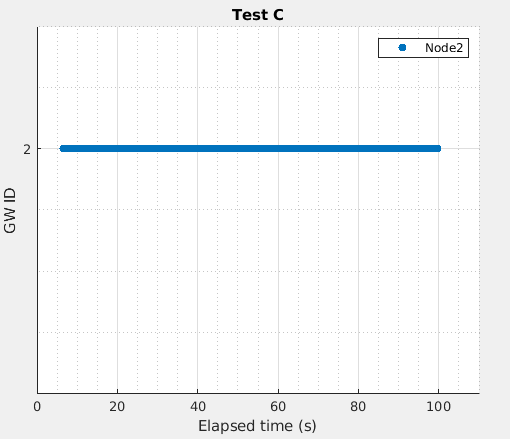 Test C
Node2
2
GW ID
0 20 40 60 80 100
Elapsed time (s)